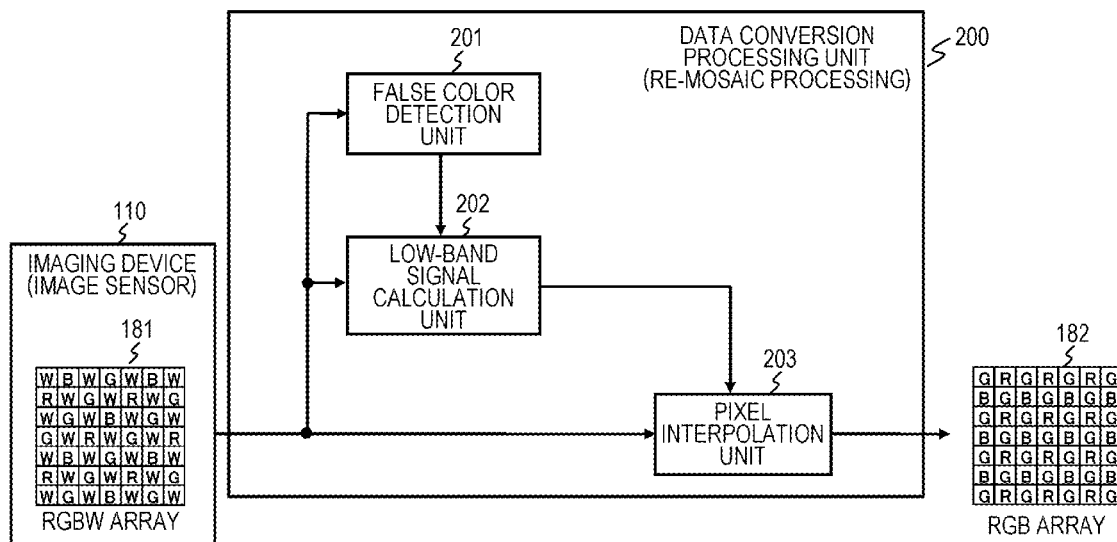 DATA CONVERSION
PROCESSING UNIT
(RE-MOSAIC PROCESSING)
200
201
FALSE COLOR
DETECTION
UNIT
202
LOW-BAND
SIGNAL
CALCULATION
UNIT
110
IMAGING DEVICE
(IMAGE SENSOR)
181
W B W G W B W
R W G W R W G
W G W B W G W
G W R W G W R
W B W G W B W
R W G W R W G
W G W B W G W
RGBW ARRAY
203
PIXEL
INTERPOLATION
UNIT
182
G R G R G R G
B G B G B G B
G R G R G R G
B G B G B G B
G R G R G R G
B G B G B G B
G R G R G R G
RGB ARRAY